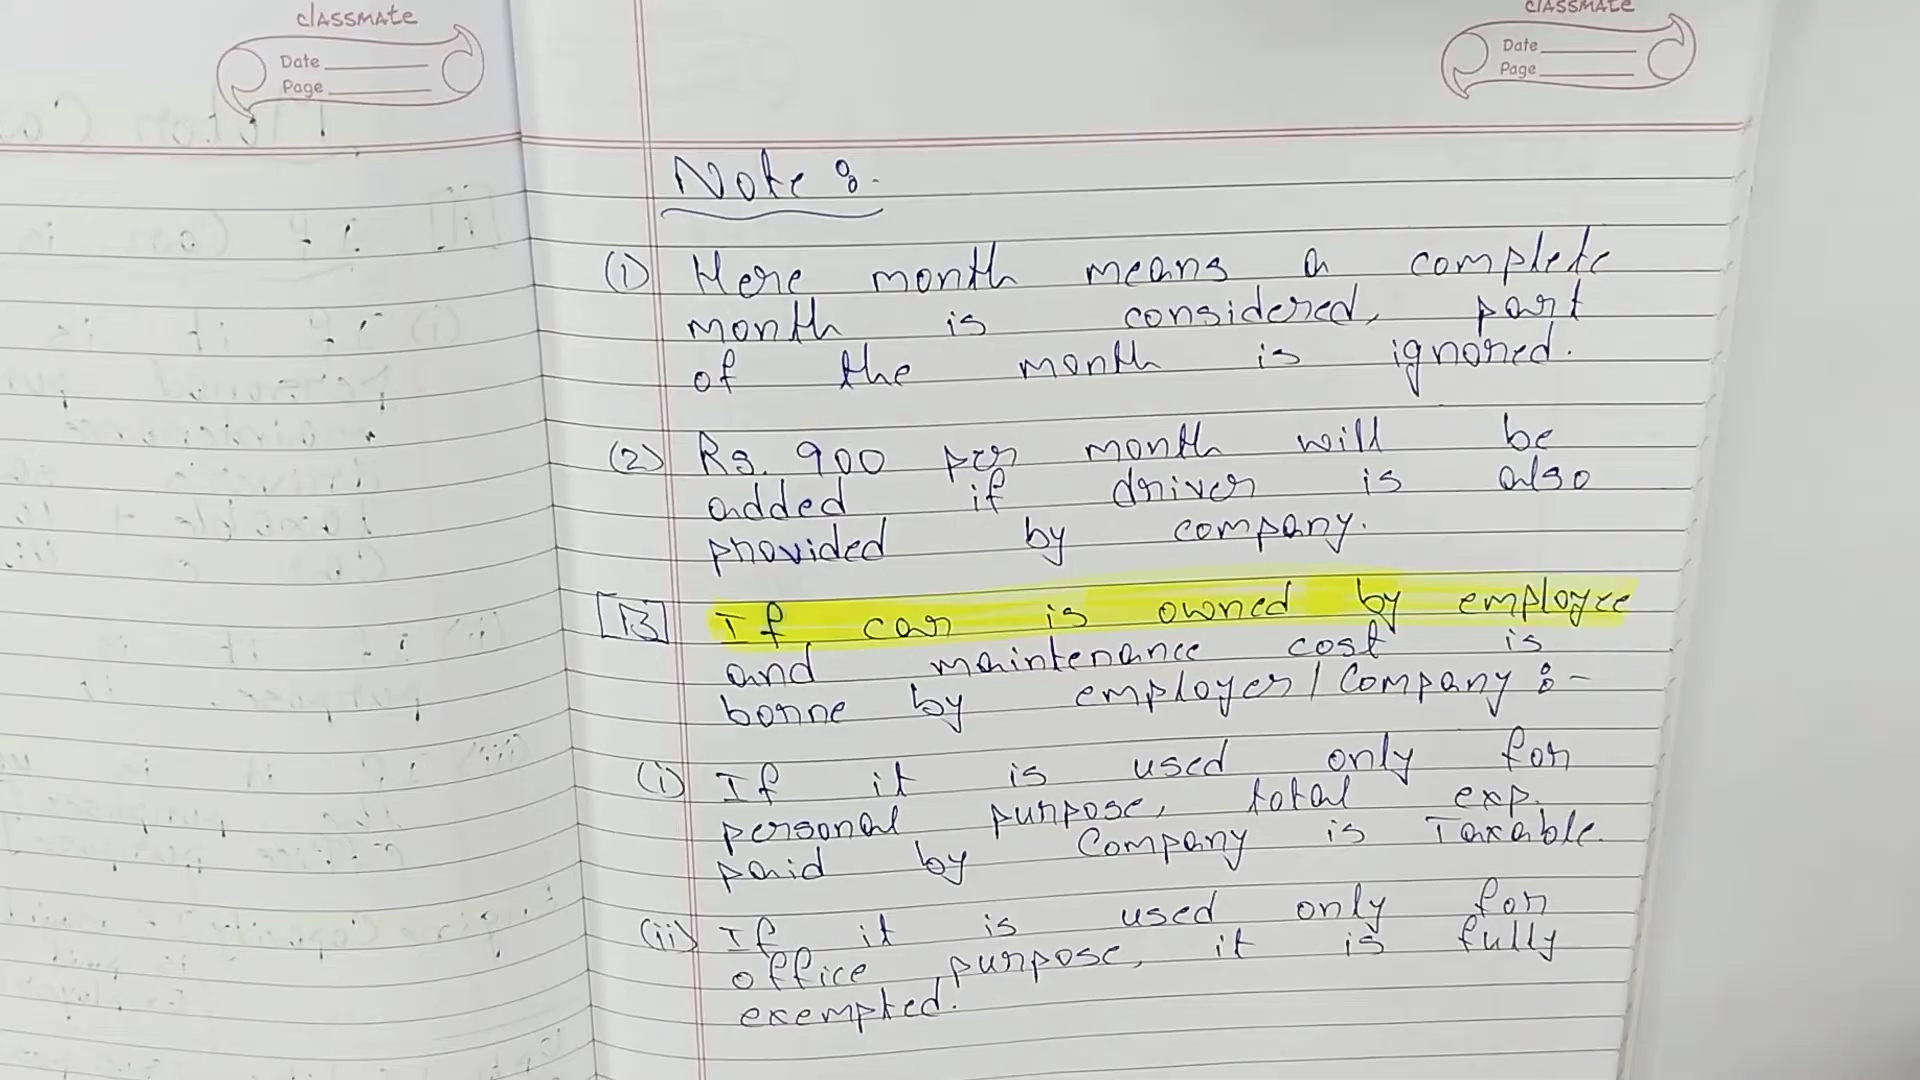 classmate
Date
Page
classmate
Date
Page
Note :-
(1) Here month means a complete
month is considered, part
of the month is ignored.
(2) Rs. 900 per month will be
added if driver is also
provided by company.
[B] If car is owned by employee
and maintenance cost is
borne by employer/Company :-
(i) If it is used only for
personal purpose, total exp.
paid by Company is Taxable.
(ii) If it is used only for
office purpose, it is fully
exempted.